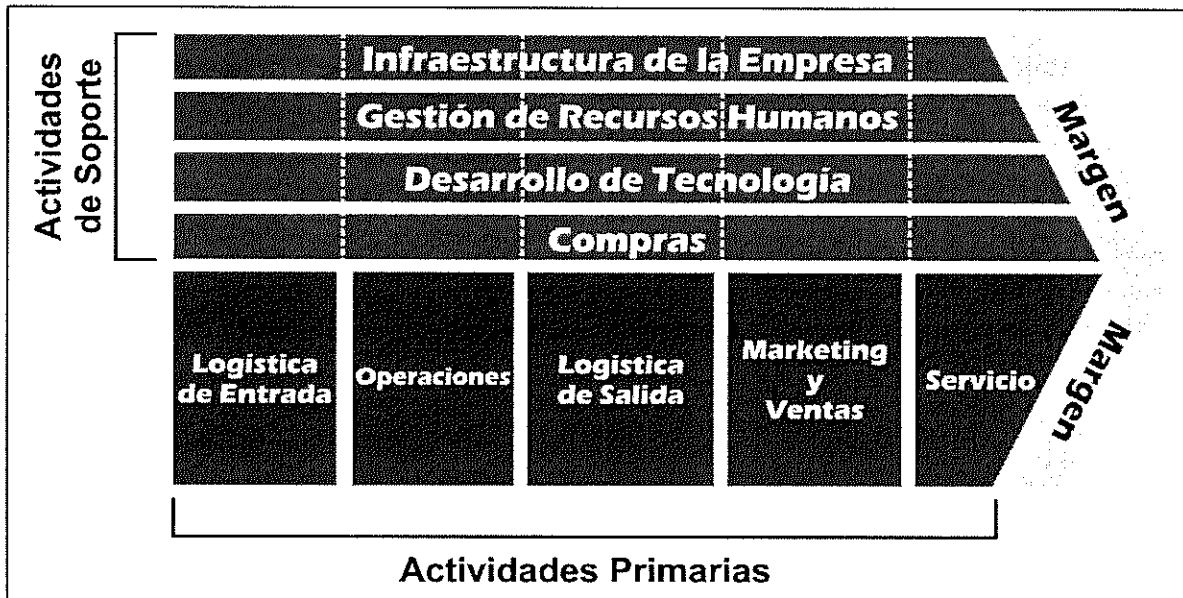 Actividades
de Soporte
Infraestructura de la Empresa
Gestión de Recursos Humanos
Desarrollo de Tecnología
Compras
Margen
Logística
de Entrada
Operaciones
Logística
de Salida
Marketing
y
Ventas
Servicio
Margen
Actividades Primarias